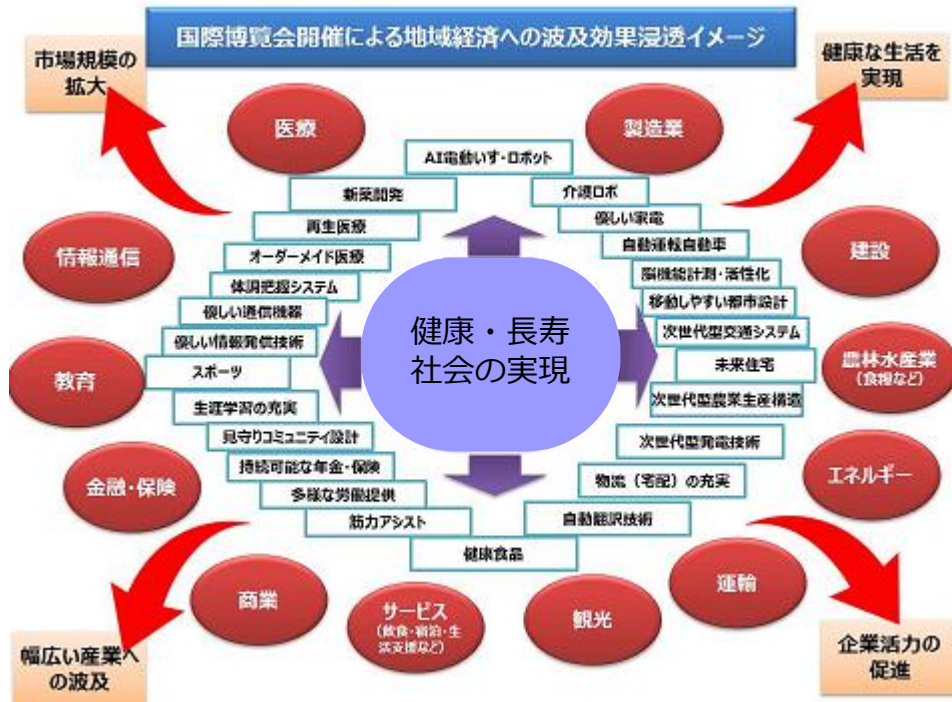 国際博覧会開催による地域経済への波及効果浸透イメージ
市場規模の
拡大
健康な生活を
実現
医療
製造業
AI電動いす・ロボット
新薬開発
介護ロボ
再生医療
優しい家電
オーダーメイド医療
自動運転自動車
情報通信
建設
体調把握システム
脳機能計測・活性化
優しい通信機器
移動しやすい都市設計
優しい情報発信技術
次世代型交通システム
健康・長寿
社会の実現
スポーツ
未来住宅
教育
農林水産業
(食糧など)
生涯学習の充実
次世代型農業生産構造
見守りコミュニティ設計
次世代型発電技術
持続可能な年金・保険
物流（宅配）の充実
金融・保険
エネルギー
多様な労働提供
筋力アシスト
自動翻訳技術
健康食品
商業
サービス
(飲食・宿泊・生
活支援など)
観光
運輸
幅広い産業へ
の波及
企業活力の
促進